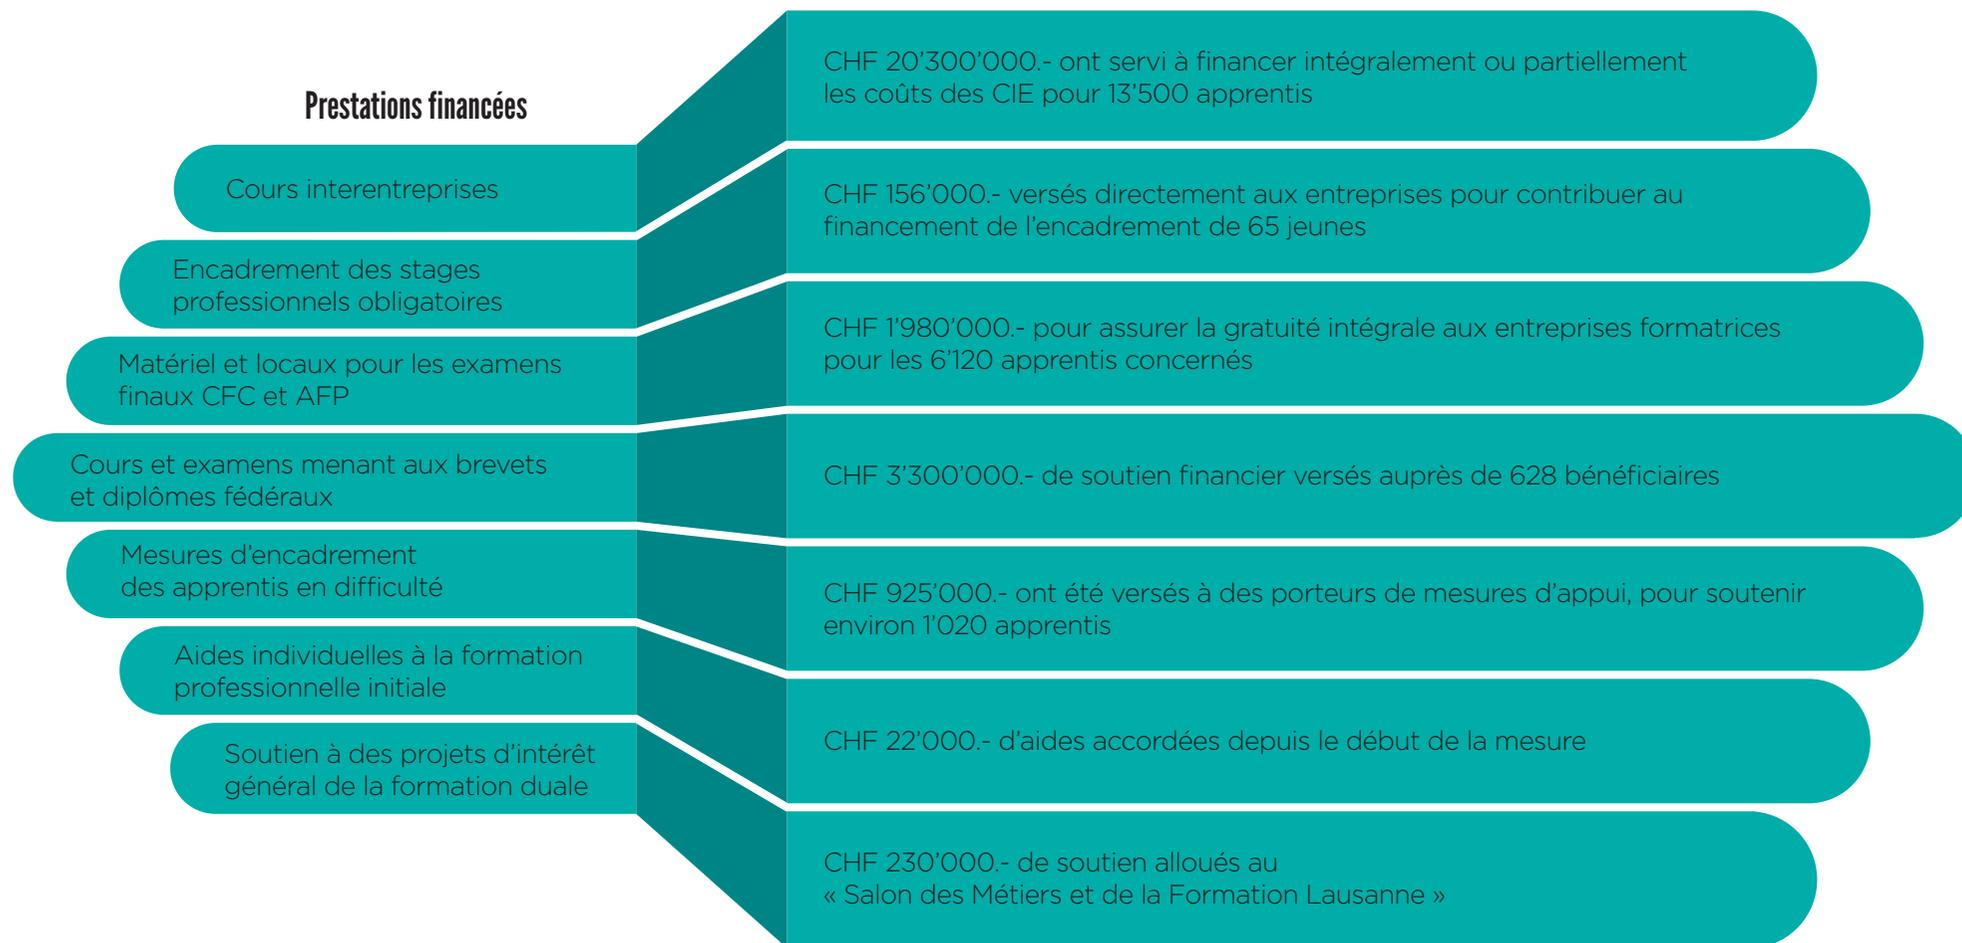 Prestations financées
Cours interentreprises
CHF 20’300’000.- ont servi à financer intégralement ou partiellement
les coûts des CIE pour 13’500 apprentis
Encadrement des stages
professionnels obligatoires
CHF 156’000.- versés directement aux entreprises pour contribuer au
financement de l’encadrement de 65 jeunes
Matériel et locaux pour les examens
finaux CFC et AFP
CHF 1’980’000.- pour assurer la gratuité intégrale aux entreprises formatrices
pour les 6’120 apprentis concernés
Cours et examens menant aux brevets
et diplômes fédéraux
CHF 3’300’000.- de soutien financier versés auprès de 628 bénéficiaires
Mesures d’encadrement
des apprentis en difficulté
CHF 925’000.- ont été versés à des porteurs de mesures d’appui, pour soutenir
environ 1’020 apprentis
Aides individuelles à la formation
professionnelle initiale
CHF 22’000.- d’aides accordées depuis le début de la mesure
Soutien à des projets d’intérêt
général de la formation duale
CHF 230’000.- de soutien alloués au
« Salon des Métiers et de la Formation Lausanne »